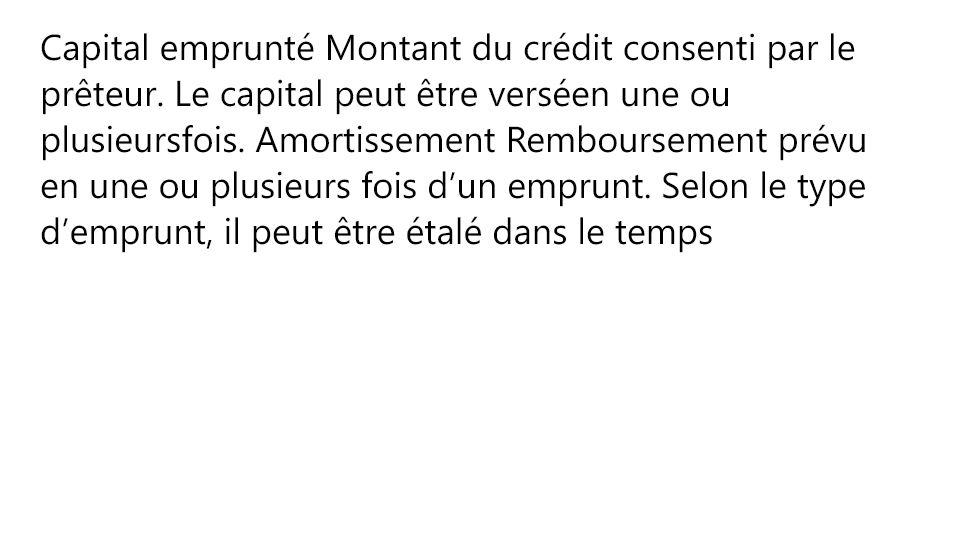 Capital emprunté Montant du crédit consenti par le
prêteur. Le capital peut être verséen une ou
plusieursfois. Amortissement Remboursement prévu
en une ou plusieurs fois d’un emprunt. Selon le type
d’emprunt, il peut être étalé dans le temps